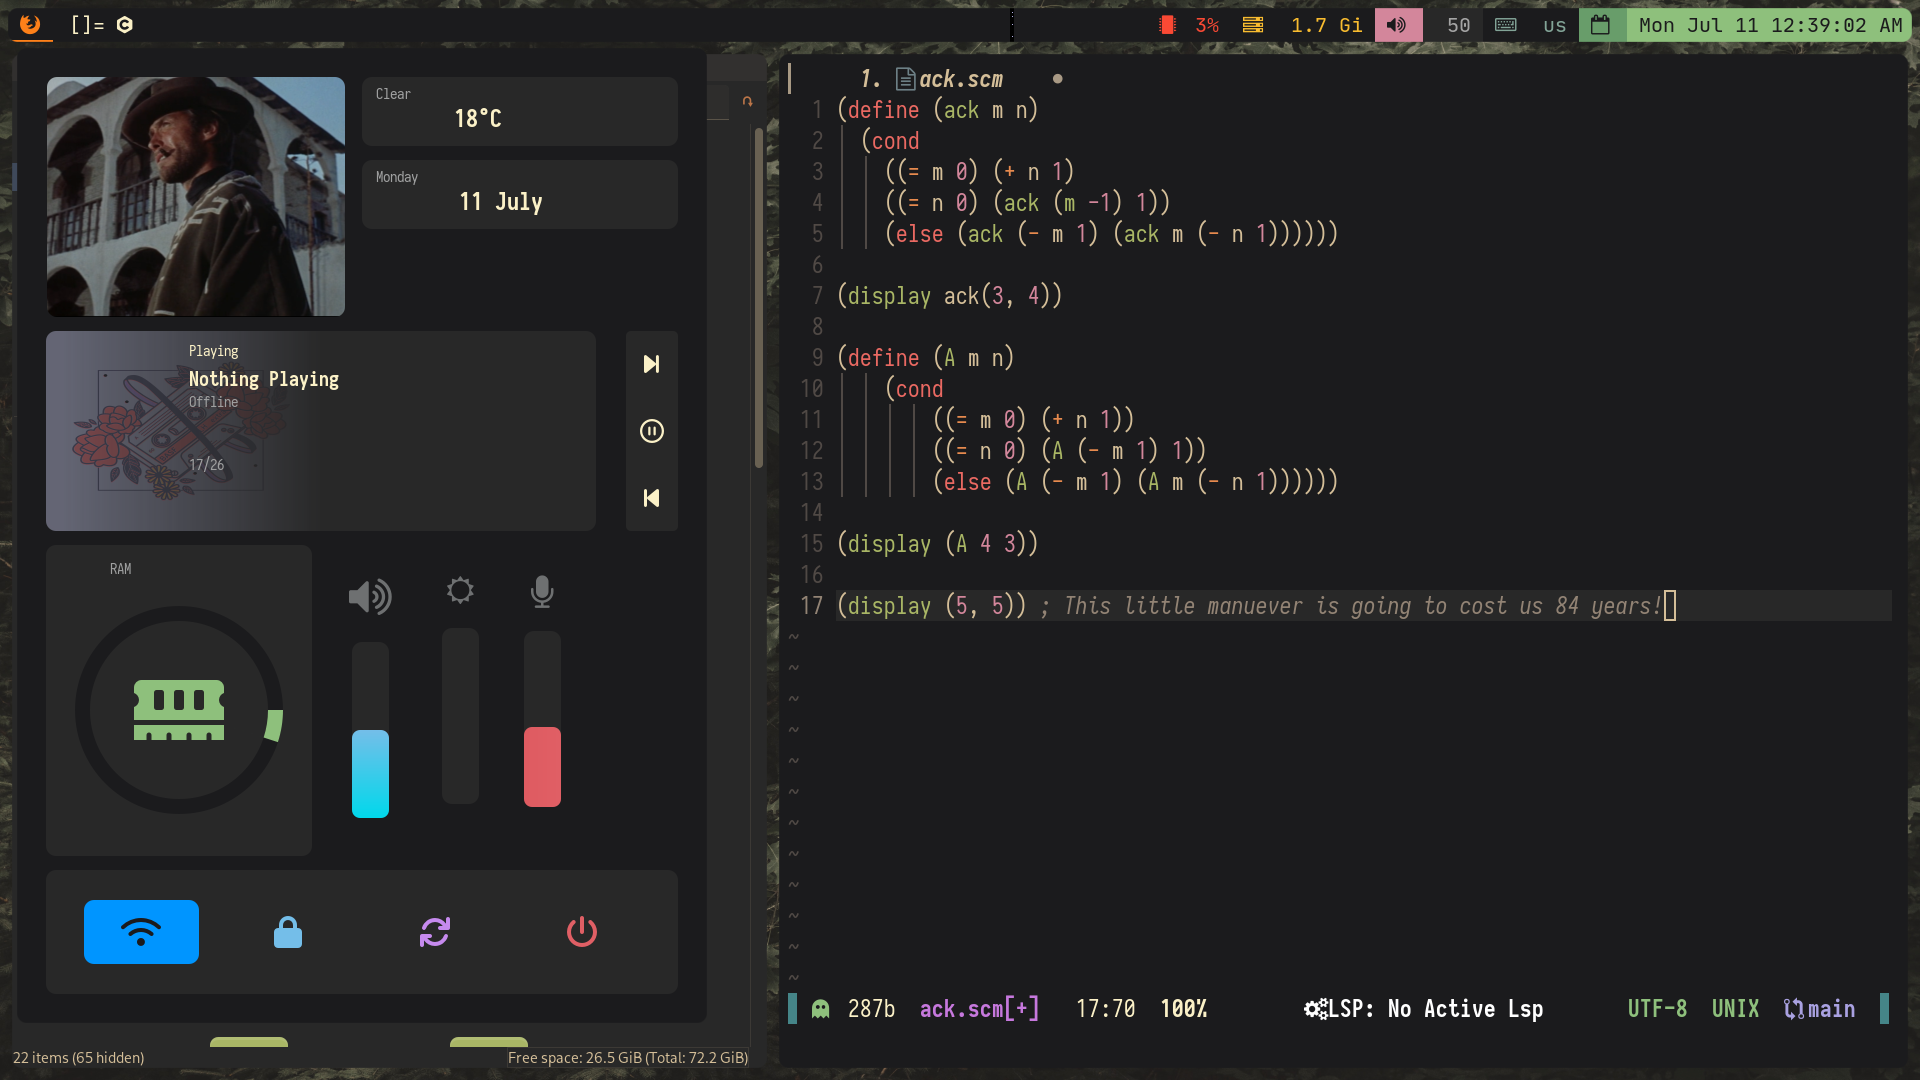 []=
3%
1.7 Gi
50
us
Mon Jul 11 12:39:02 AM
Clear
18°C
Monday
11 July
Playing
Nothing Playing
Offline
17/26
RAM
22 items (65 hidden)
Free space: 26.5 GiB (Total: 72.2 GiB)
1. ack.scm ●
1 (define (ack m n)
2 (cond
3 ((= m 0) (+ n 1)
4 ((= n 0) (ack (m -1) 1))
5 (else (ack (- m 1) (ack m (- n 1))))))
6
7 (display ack(3, 4))
8
9 (define (A m n)
10 (cond
11 ((= m 0) (+ n 1))
12 ((= n 0) (A (- m 1) 1))
13 (else (A (- m 1) (A m (- n 1))))))
14
15 (display (A 4 3))
16
17 (display (5, 5)) ; This little manuever is going to cost us 84 years!
~
~
~
~
~
~
~
~
~
~
~
~
287b ack.scm[+] 17:70 100% LSP: No Active Lsp UTF-8 UNIX main